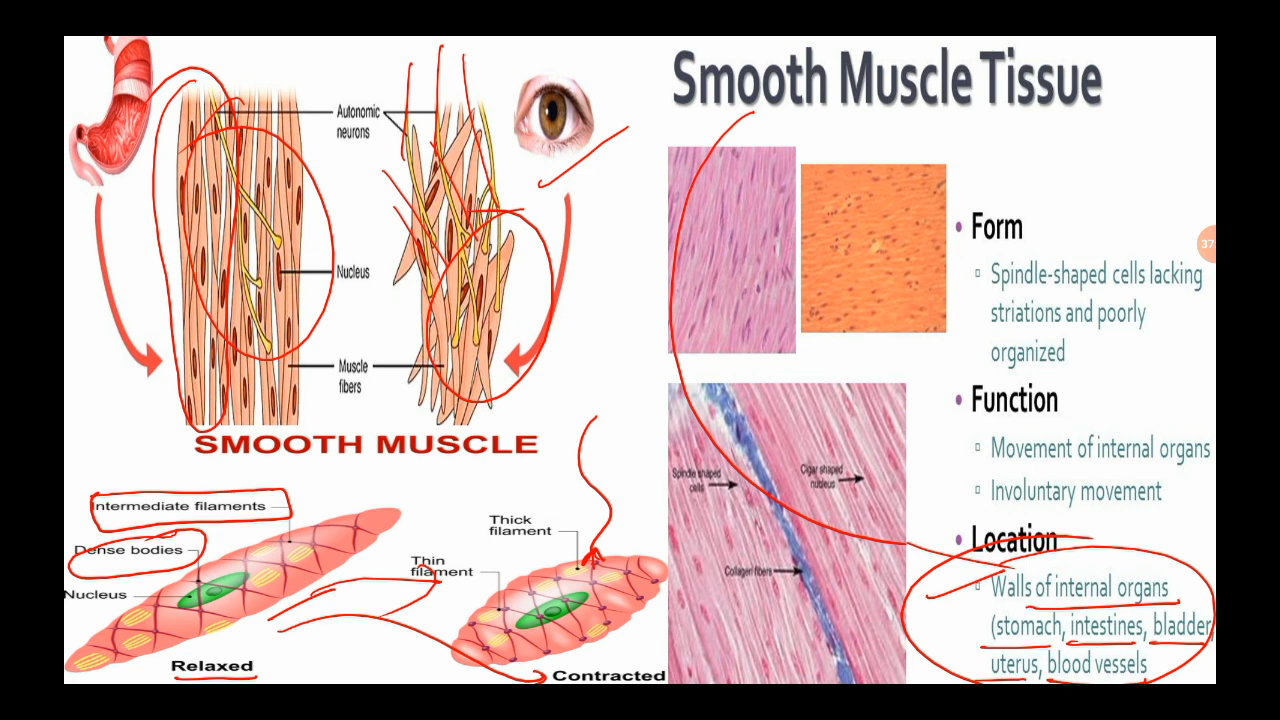 Smooth Muscle Tissue
Autonomic
neurons
Nucleus
Muscle
fibers
SMOOTH MUSCLE
Intermediate filaments
Dense bodies
Nucleus
Relaxed
Thick
filament
Thin
filament
Contracted
Spindle shaped
cells
Cigar shaped
nucleus
Collagen fibers
• Form
▫ Spindle-shaped cells lacking
striations and poorly
organized
• Function
▫ Movement of internal organs
▫ Involuntary movement
• Location
▫ Walls of internal organs
(stomach, intestines, bladder,
uterus, blood vessels
37